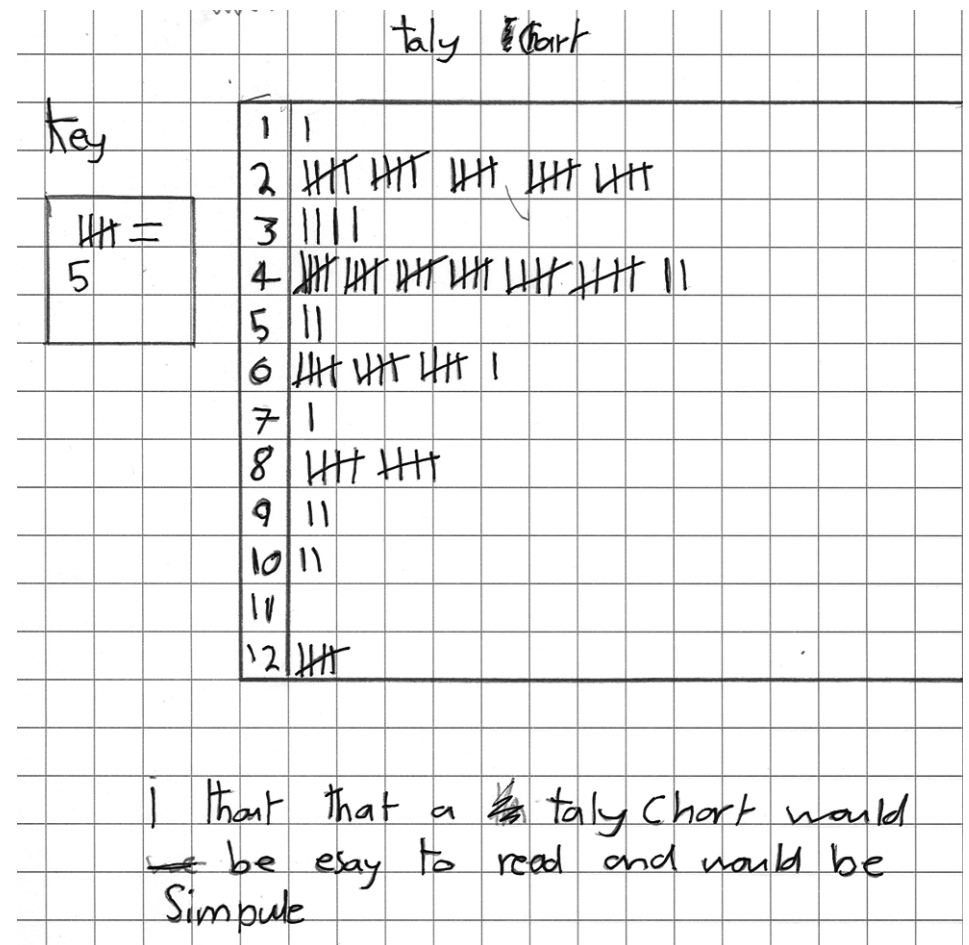 taly Chart
Key
𝍸 =
5
1 |
2 𝍸 𝍸 𝍸 𝍸 𝍸
3 ||||
4 𝍸 𝍸 𝍸 𝍸 𝍸 𝍸 ||
5 ||
6 𝍸 𝍸 𝍸 |
7 |
8 𝍸 𝍸
9 ||
10 ||
11
12 𝍸
i thort that a taly Chart would
be esay to read and would be
Simpule